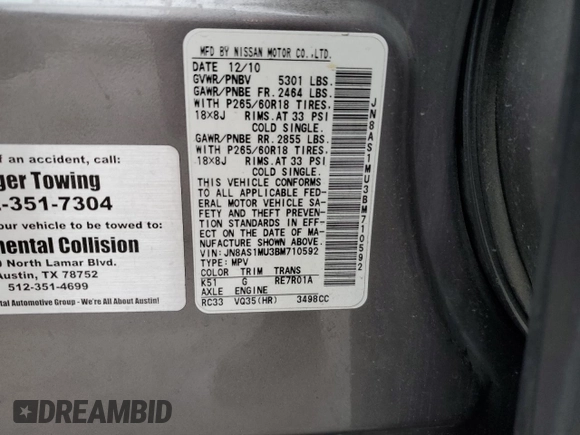 MFD BY NISSAN MOTOR CO.,LTD.
DATE 12/10
GVWR/PNBV 5301 LBS.
GAWR/PNBE FR. 2464 LBS.
WITH P265/60R18 TIRES.
18X8J RIMS.AT 33 PSI
COLD SINGLE.
GAWR/PNBE RR. 2855 LBS.
WITH P265/60R18 TIRES.
18X8J RIMS.AT 33 PSI
COLD SINGLE.
THIS VEHICLE CONFORMS
TO ALL APPLICABLE FED-
ERAL MOTOR VEHICLE SA-
FETY AND THEFT
PREVENTION STANDARDS IN EFF-
ECT ON THE DATE OF MA-
NUFACTURE SHOWN ABOVE.
VIN: JN8AS1MU3BM710592
TYPE: MPV
COLOR TRIM TRANS
K51 G RE7R01A
AXLE ENGINE
RC33 VQ35(HR) 3498CC
JN8AS1MU3BM710592
of an accident, call:
ger Towing
-351-7304
our vehicle to be towed to:
mental Collision
North Lamar Blvd.
Austin, TX 78752
512-351-4699
tal Automotive Group - We're All About Austin!
DREAMBID